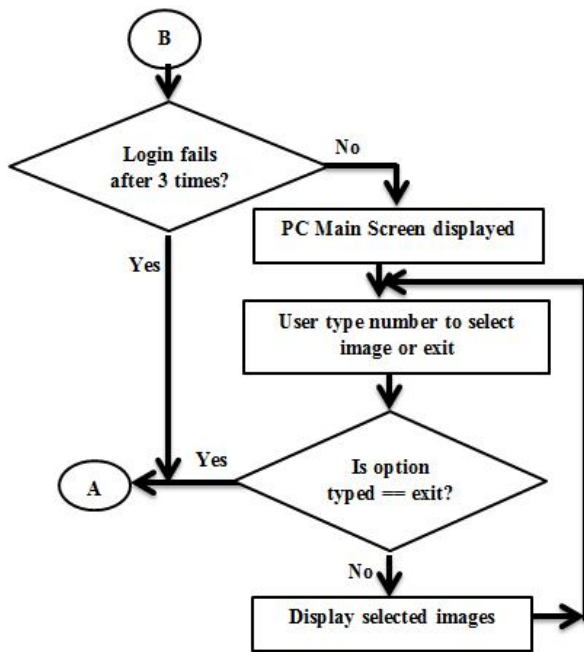 B
Login fails
after 3 times?
No
PC Main Screen displayed
Yes
User type number to select
image or exit
Yes
A
Is option
typed == exit?
No
Display selected images